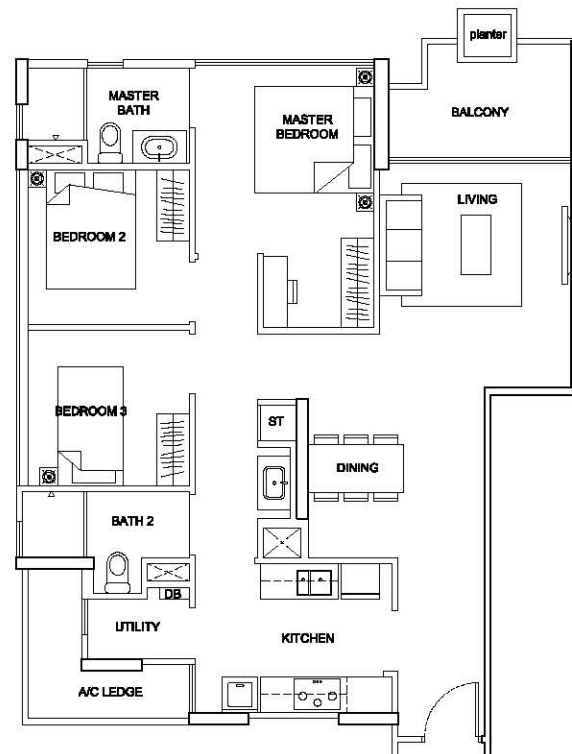 planter
MASTER
BATH
MASTER
BEDROOM
BALCONY
LIVING
BEDROOM 2
BEDROOM 3
ST
DINING
BATH 2
DB
UTILITY
KITCHEN
A/C LEDGE